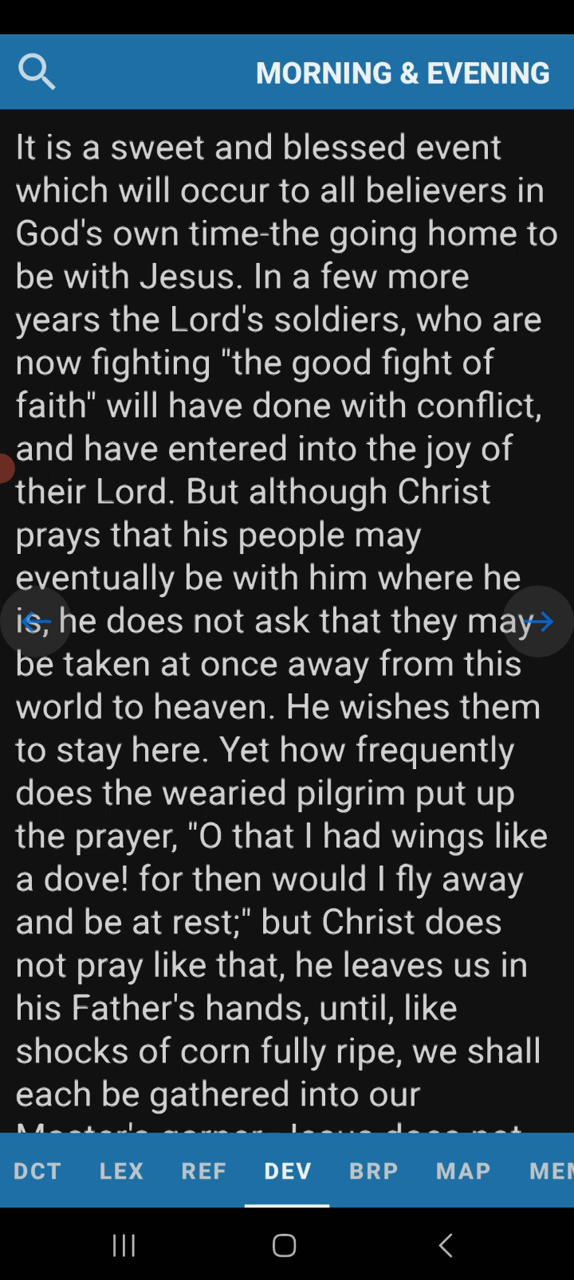 MORNING & EVENING
It is a sweet and blessed event
which will occur to all believers in
God's own time-the going home to
be with Jesus. In a few more
years the Lord's soldiers, who are
now fighting "the good fight of
faith" will have done with conflict,
and have entered into the joy of
their Lord. But although Christ
prays that his people may
eventually be with him where he
is, he does not ask that they may
be taken at once away from this
world to heaven. He wishes them
to stay here. Yet how frequently
does the wearied pilgrim put up
the prayer, "O that I had wings like
a dove! for then would I fly away
and be at rest;" but Christ does
not pray like that, he leaves us in
his Father's hands, until, like
shocks of corn fully ripe, we shall
each be gathered into our
Master's garner. Jesus does not
DCT LEX REF DEV BRP MAP